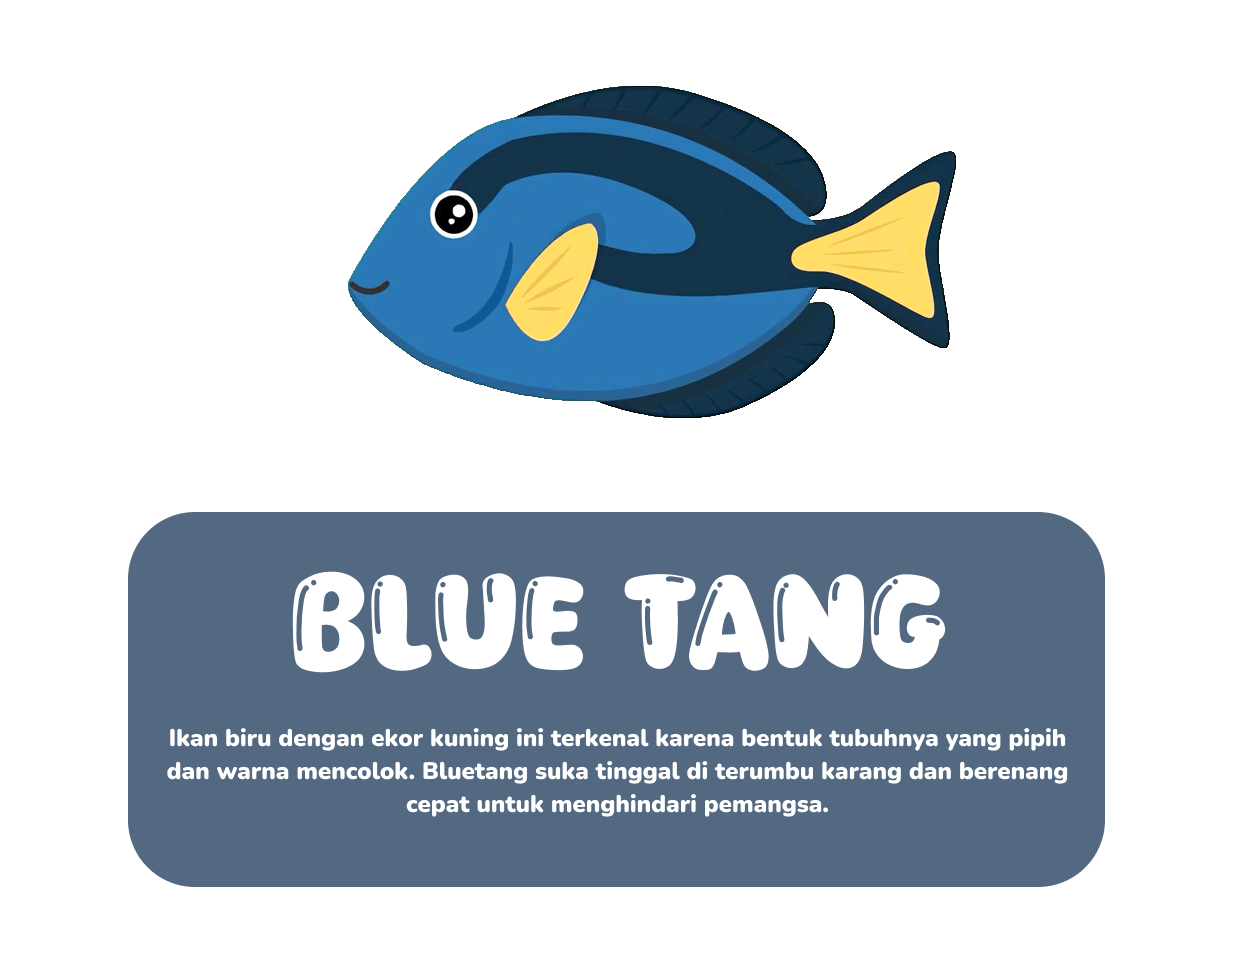 BLUE TANG
Ikan biru dengan ekor kuning ini terkenal karena bentuk tubuhnya yang pipih
dan warna mencolok. Bluetang suka tinggal di terumbu karang dan berenang
cepat untuk menghindari pemangsa.